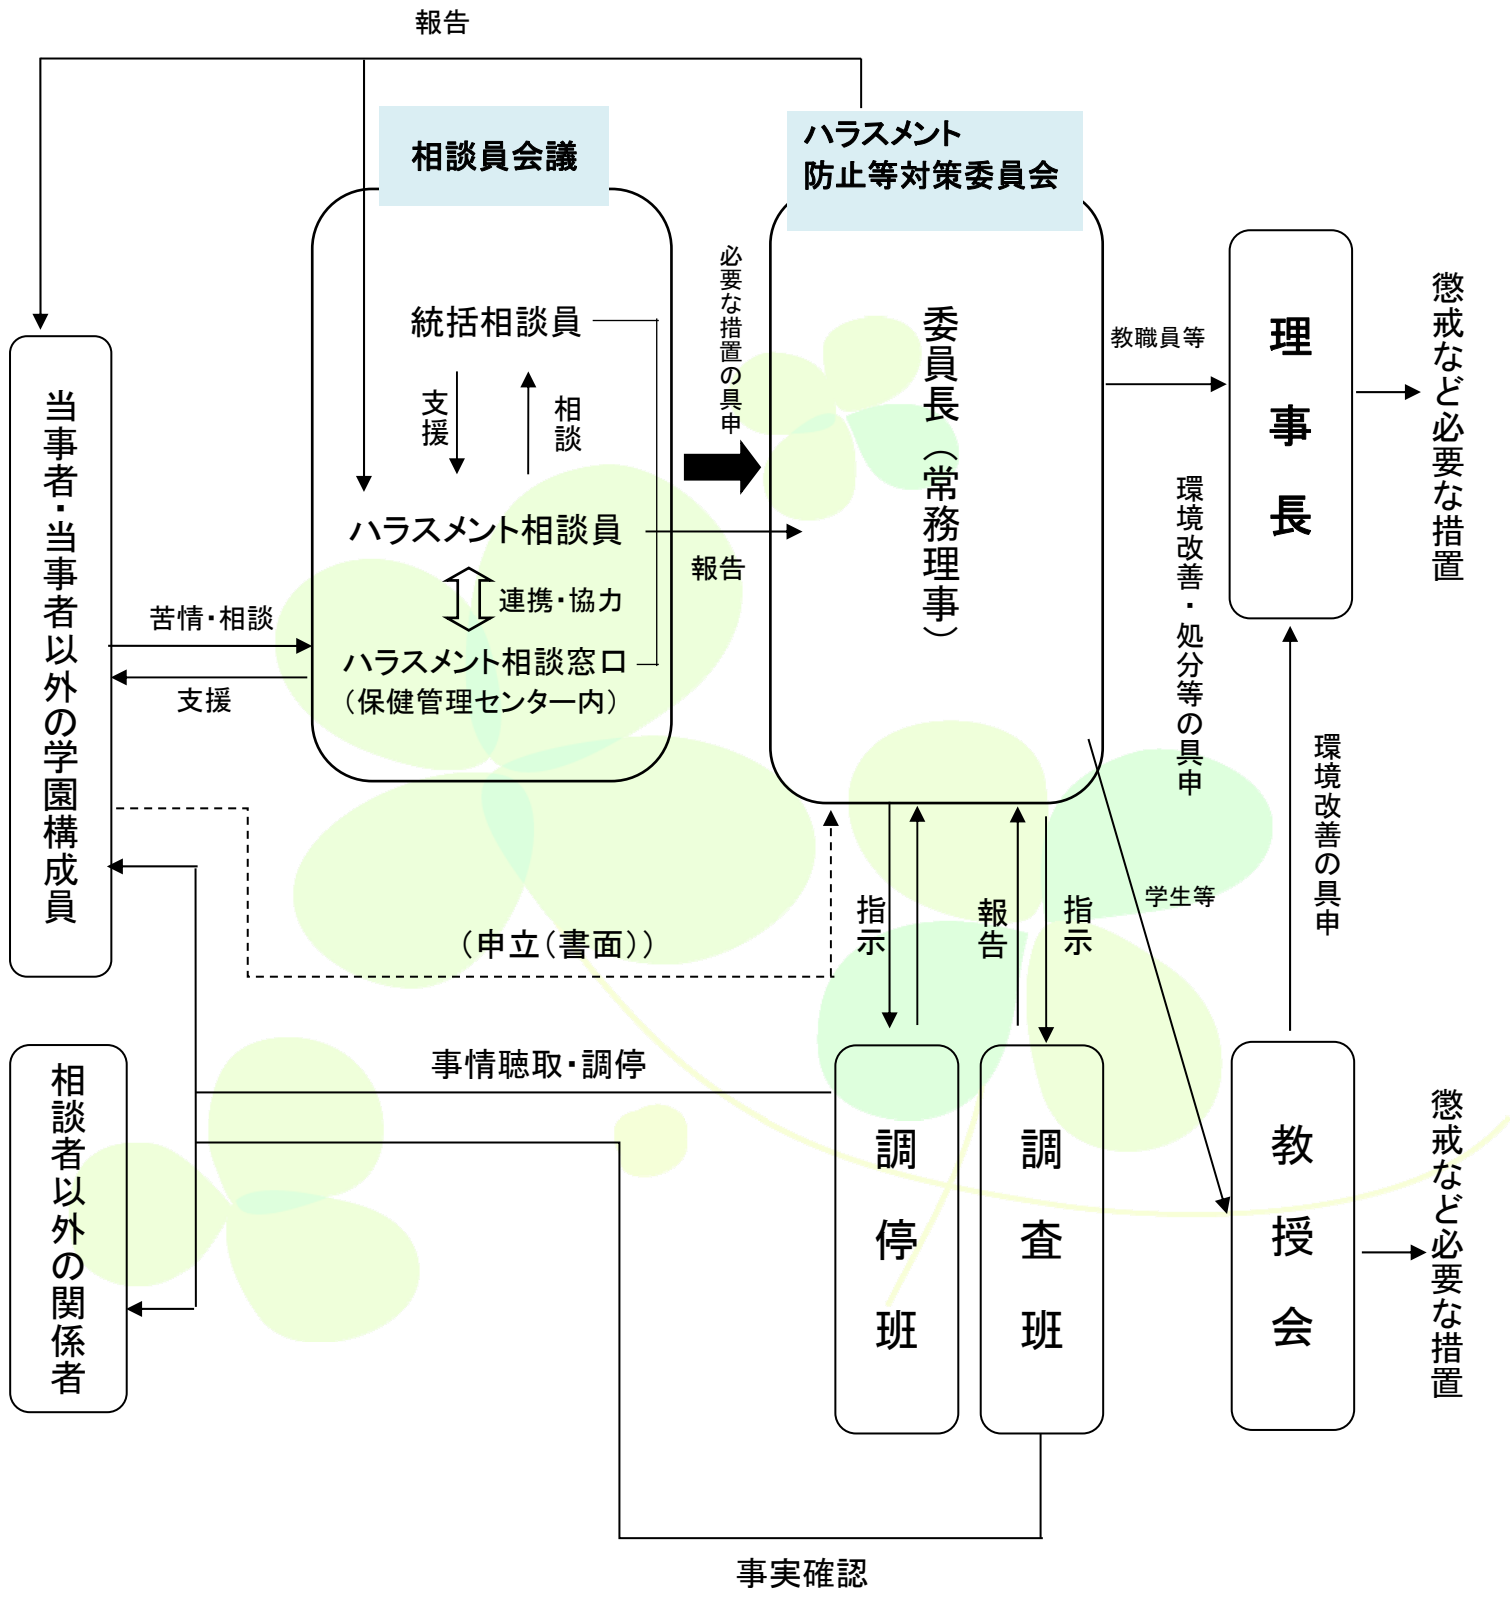 報告
相談員会議
ハラスメント
防止等対策委員会
統括相談員
支援
相談
ハラスメント相談員
連携・協力
ハラスメント相談窓口
（保健管理センター内）
必要な措置の具申
報告
委員長（常務理事）
教職員等
理事長
懲戒など必要な措置
環境改善・処分等の具申
当事者・当事者以外の学園構成員
苦情・相談
支援
（申立（書面））
指示
報告
指示
学生等
環境改善の具申
相談者以外の関係者
事情聴取・調停
調停班
調査班
教授会
懲戒など必要な措置
事実確認